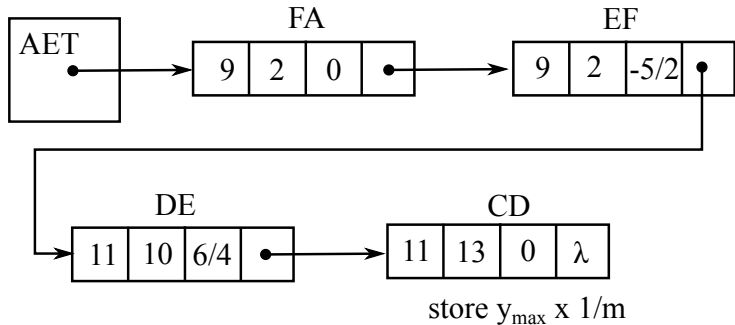 AET
FA
9 2 0
EF
9 2 -5/2
DE
11 10 6/4
CD
11 13 0 λ
store yₘₐₓ x 1/m